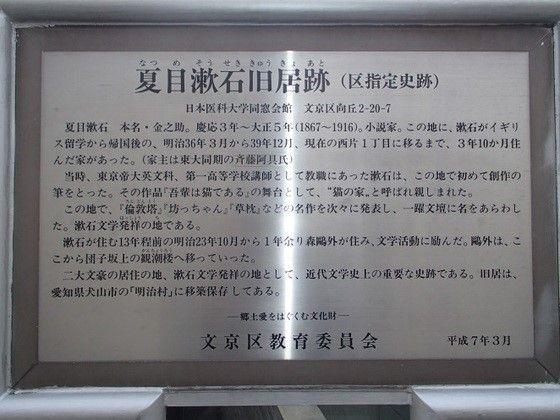 なつめそうせききゅうきょあと
夏目漱石旧居跡(区指定史跡)
日本医科大学同窓会館 文京区向丘2-20-7
夏目漱石 本名・金之助。慶応3年~大正5年(1867~1916)。小説家。この地に、漱石がイギリ
ス留学から帰国後の、明治36年3月から39年12月、現在の西片1丁目に移るまで、3年10か月住
んだ家があった。(家主は東大同期の斉藤阿具氏)
当時、東京帝大英文科、第一高等学校講師として教職にあった漱石は、この地で初めて創作の
筆をとった。その作品『吾輩は猫である』の舞台として、“猫の家”と呼ばれ親しまれた。
この地で、『倫敦塔』『坊っちゃん』『草枕』などの名作を次々に発表し、一躍文壇に名をあらわし
た。漱石文学発祥の地である。
漱石が住む13年程前の明治23年10月から1年余り森鷗外が住み、文学活動に励んだ。鷗外は、こ
こから団子坂上の観潮楼へ移っていった。
二大文豪の居住の地、漱石文学発祥の地として、近代文学史上の重要な史跡である。旧居は、
愛知県犬山市の「明治村」に移築保存してある。
―郷土愛をはぐくむ文化財―
文京区教育委員会 平成7年3月